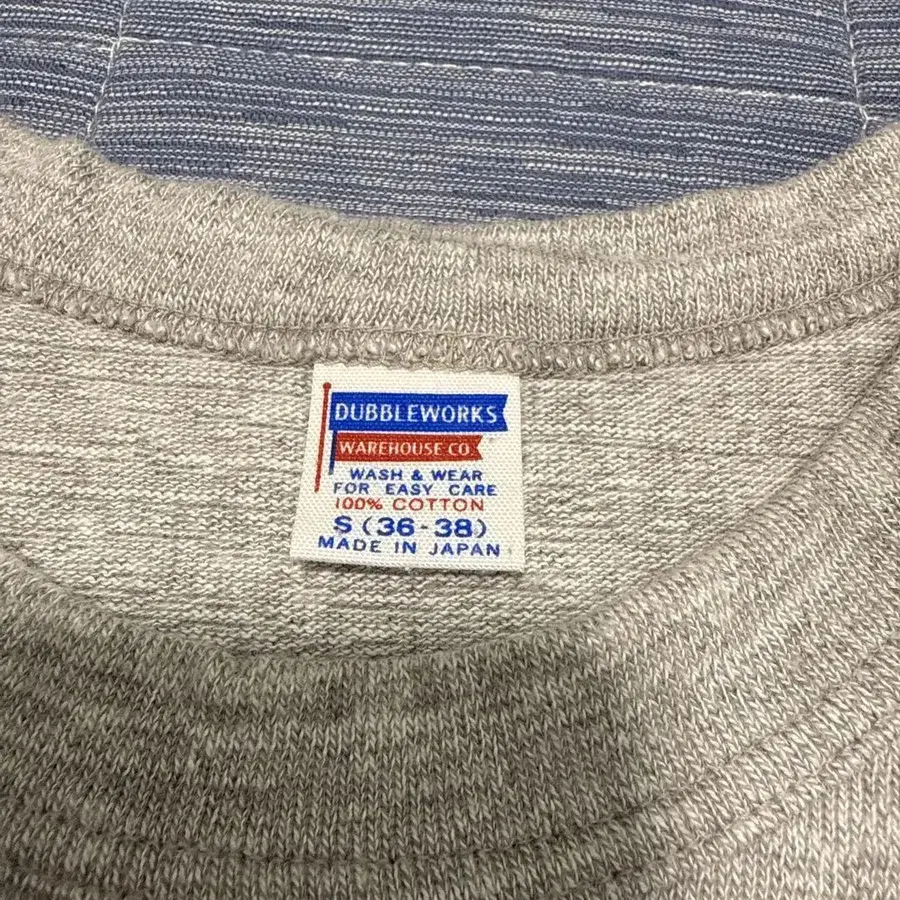 DUBBLEWORKS
WAREHOUSE CO.
WASH & WEAR
FOR EASY CARE
100% COTTON
S (36-38)
MADE IN JAPAN